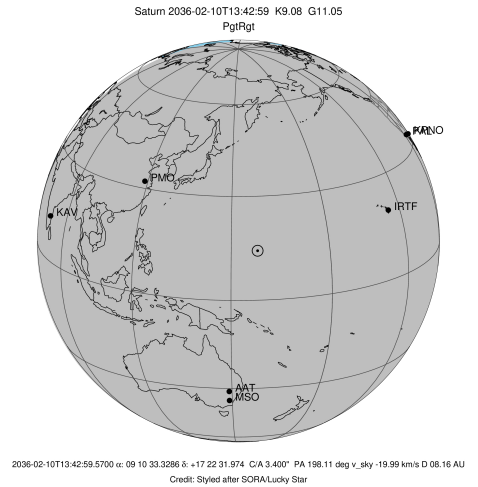 Saturn 2036-02-10T13:42:59 K9.08 G11.05
PgtRgt
KPNO
IRTF
PMO
KAV
AAT
MSO
2036-02-10T13:42:59.5700 α: 09 10 33.3286 δ: +17 22 31.974 C/A 3.400" PA 198.11 deg v_sky -19.99 km/s D 08.16 AU
Credit: Styled after SORA/Lucky Star